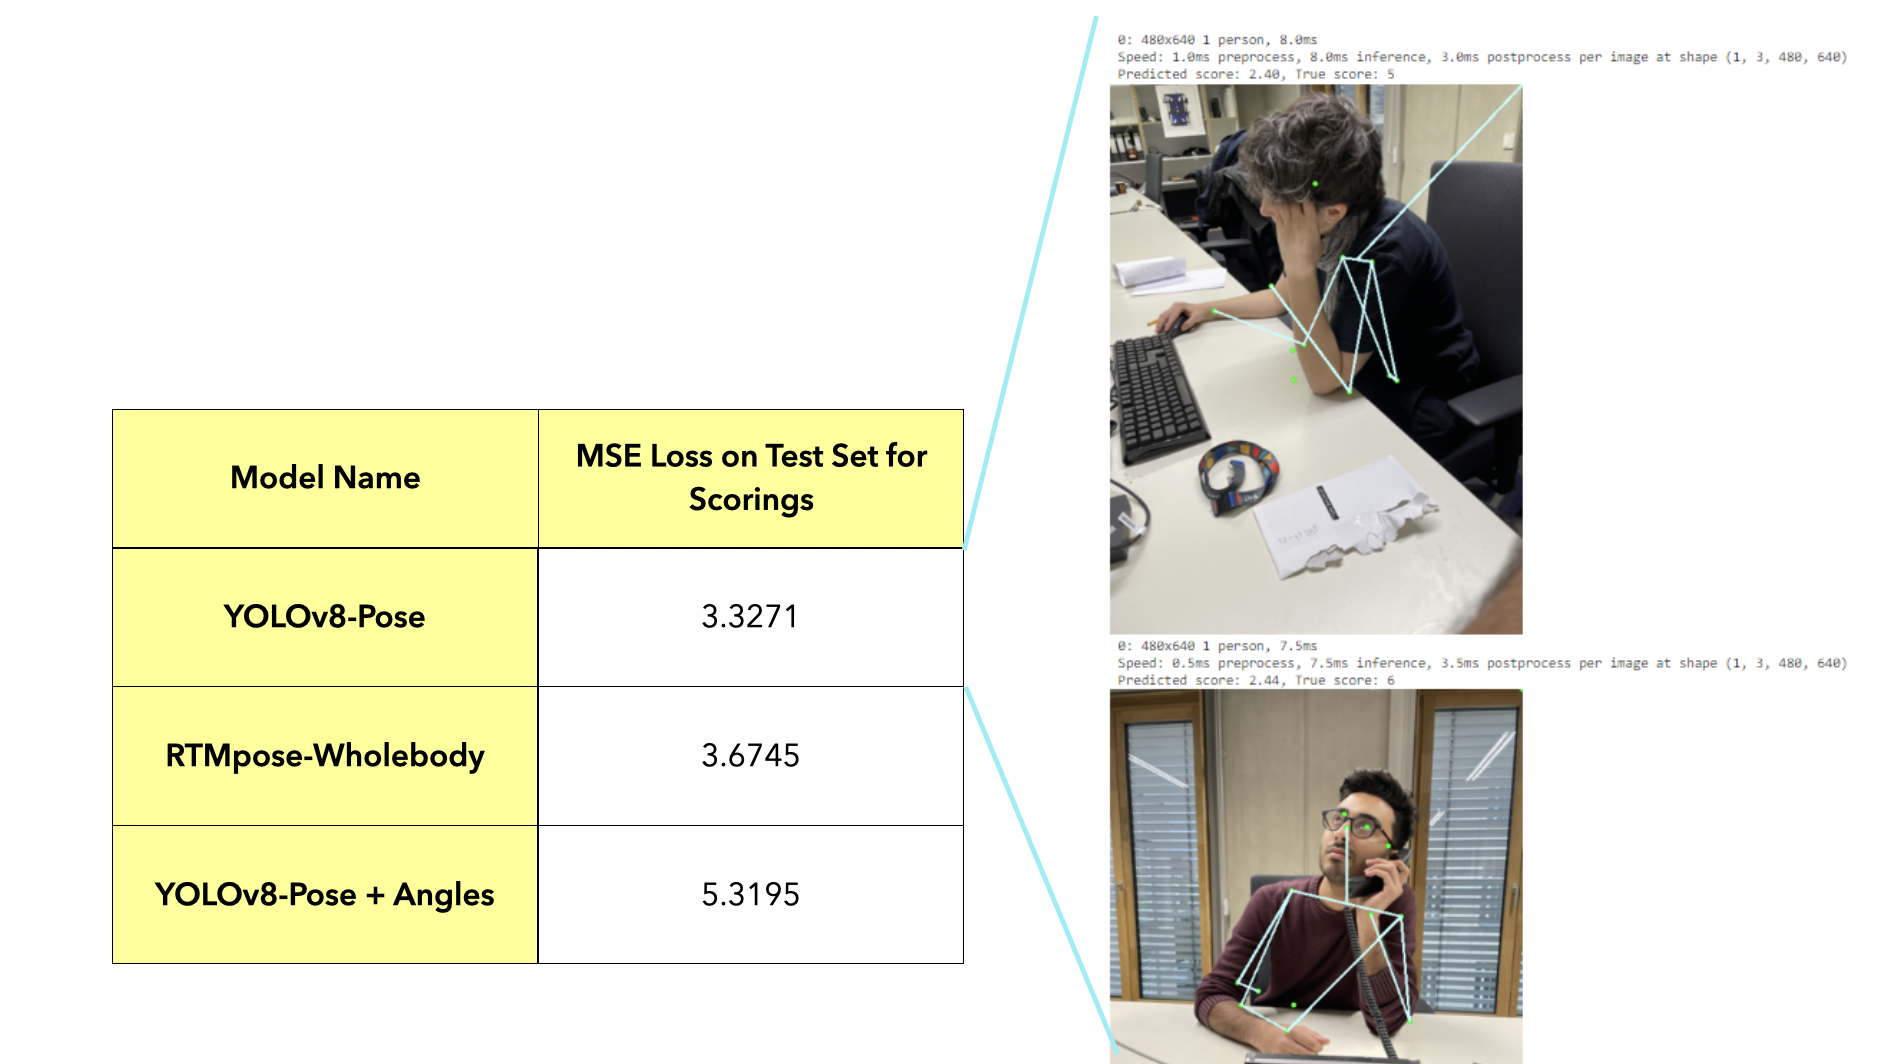 Model Name
MSE Loss on Test Set for
Scorings
YOLOv8-Pose
3.3271
RTMpose-Wholebody
3.6745
YOLOv8-Pose + Angles
5.3195
0: 480x640 1 person, 8.0ms
Speed: 1.0ms preprocess, 8.0ms inference, 3.0ms postprocess per image at shape (1, 3, 480, 640)
Predicted score: 2.40, True score: 5
0: 480x640 1 person, 7.5ms
Speed: 0.5ms preprocess, 7.5ms inference, 3.5ms postprocess per image at shape (1, 3, 480, 640)
Predicted score: 2.44, True score: 6